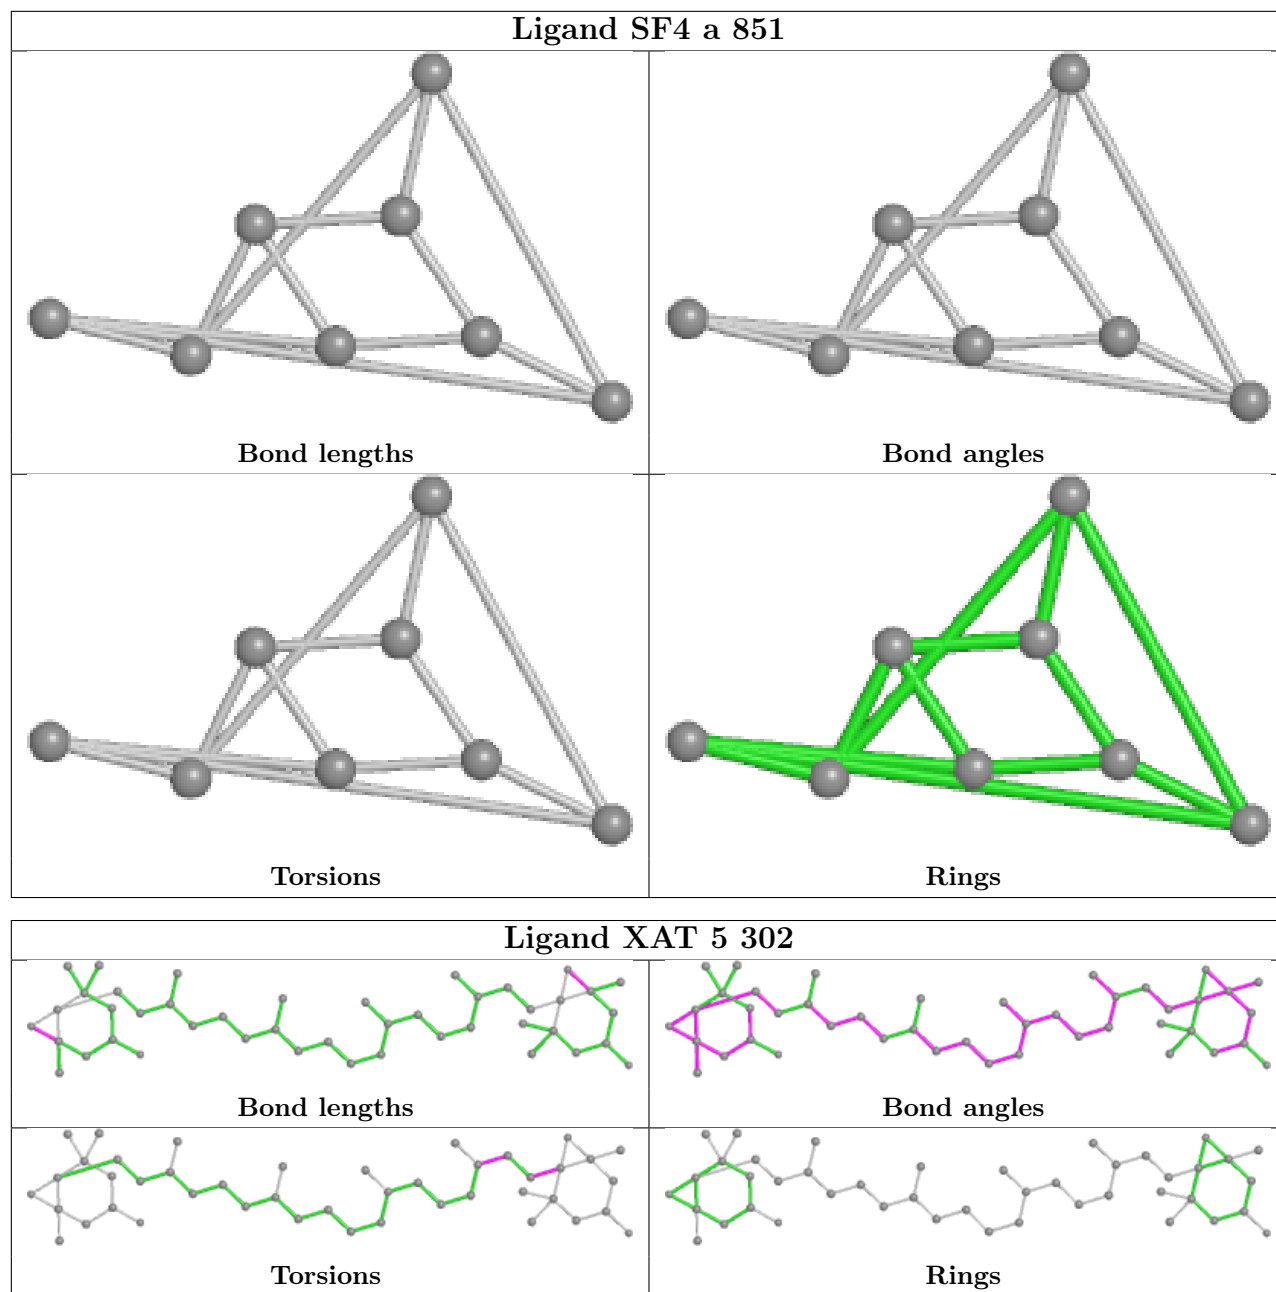 Ligand SF4 a 851
Bond lengths
Bond angles
Torsions
Rings
Ligand XAT 5 302
Bond lengths
Bond angles
Torsions
Rings